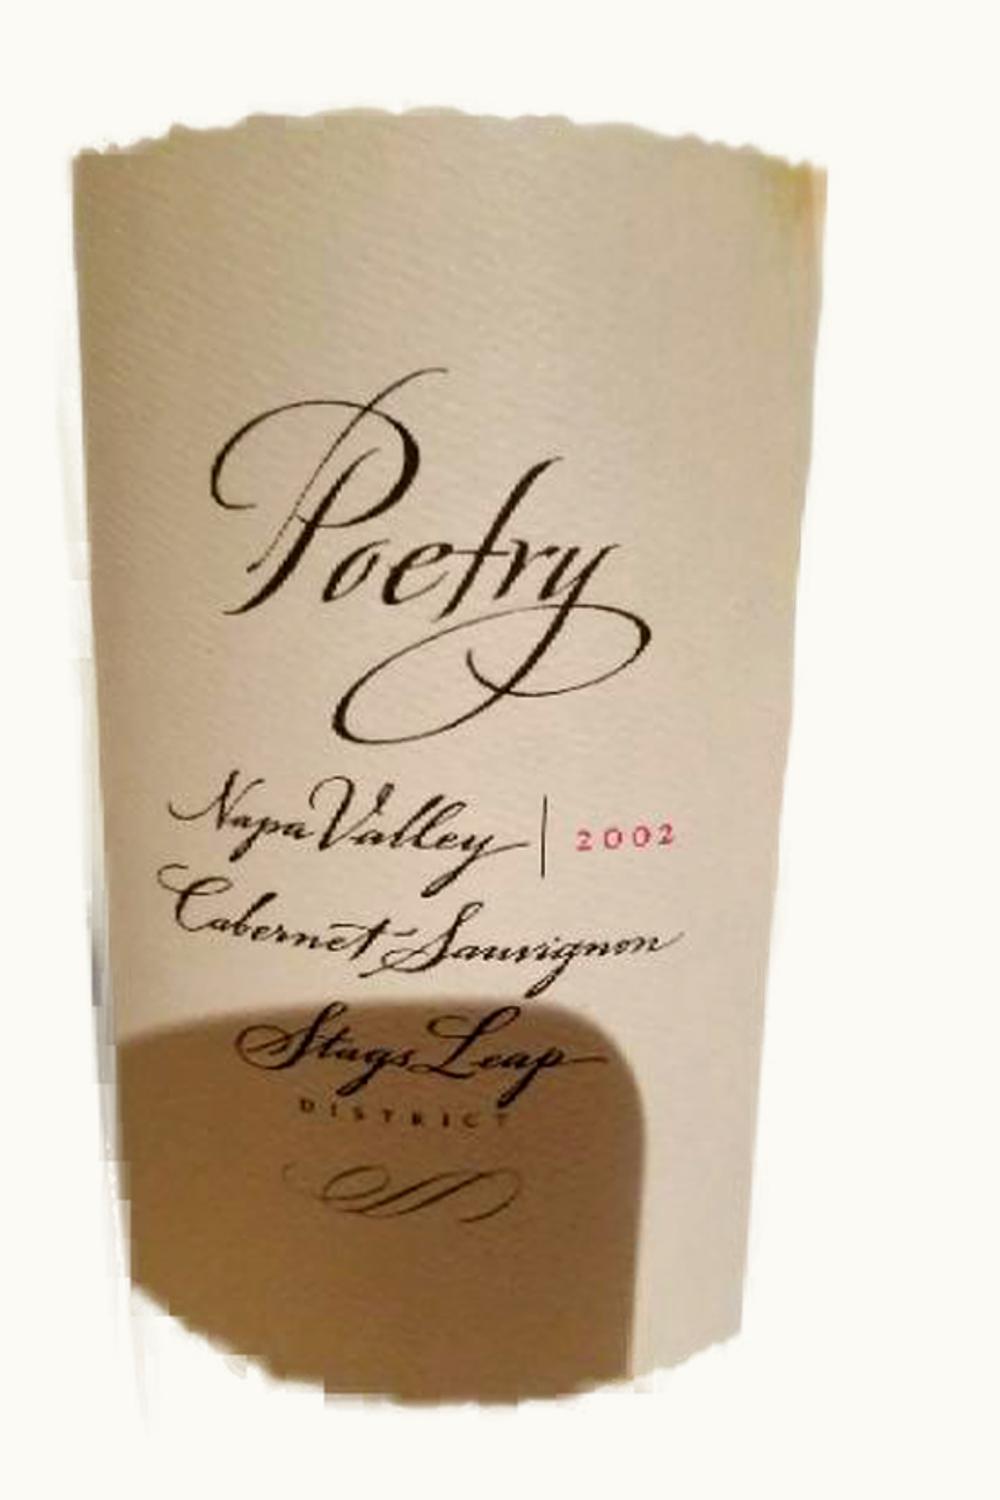 Poetry
Napa Valley | 2002
Cabernet Sauvignon
Stags Leap
DISTRICT